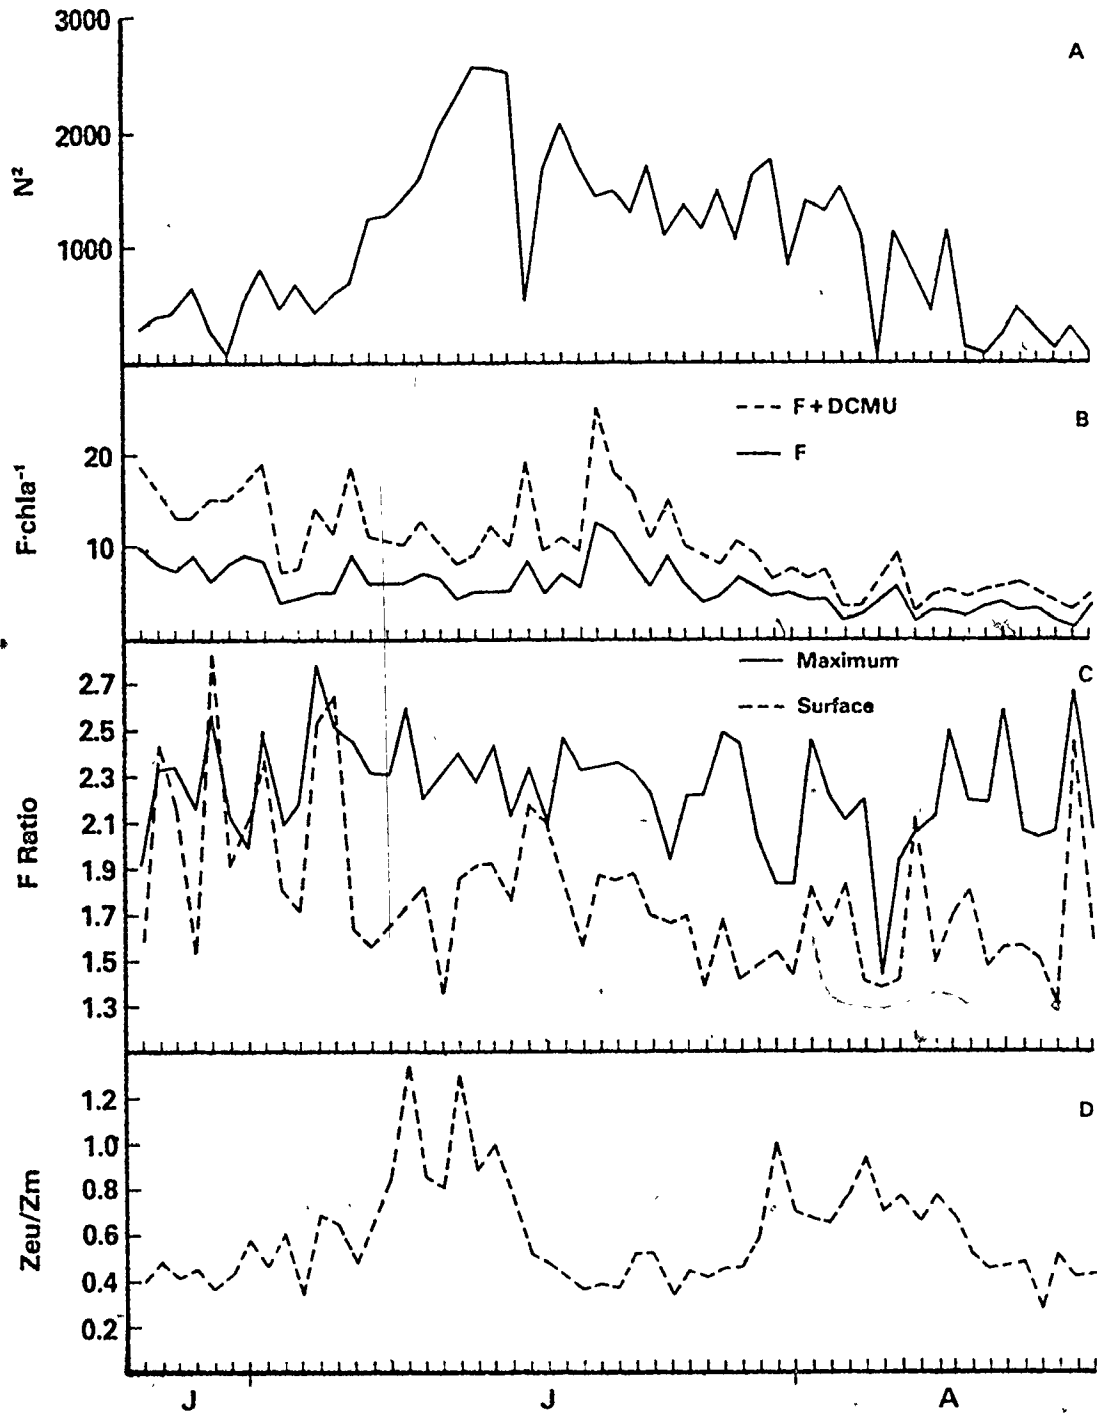 3000
2000
1000
N²
A
20
10
F·chla⁻¹
F + DCMU
F
B
2.7
2.5
2.3
2.1
1.9
1.7
1.5
1.3
F Ratio
Maximum
Surface
C
1.2
1.0
0.8
0.6
0.4
0.2
Zeu/Zm
D
J J A